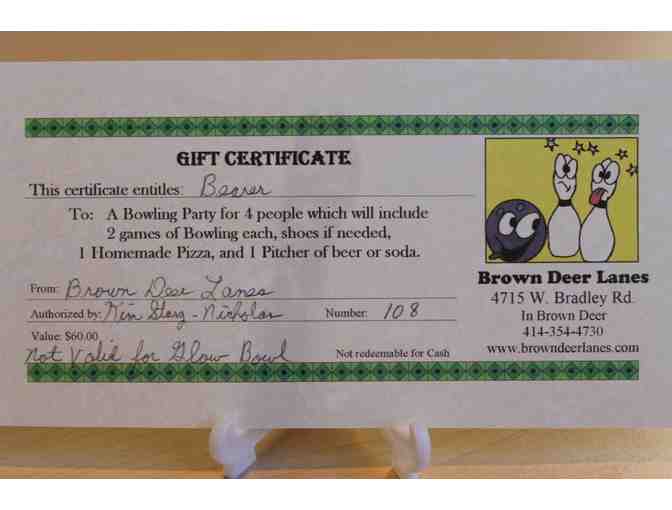 GIFT CERTIFICATE
This certificate entitles: Bearer
To: A Bowling Party for 4 people which will include
2 games of Bowling each, shoes if needed,
1 Homemade Pizza, and 1 Pitcher of beer or soda.
From: Brown Deer Lanes
Authorized by: Kim - Nicholas Number: 108
Value: $60.00
not Valid for Glow Bowl Not redeemable for Cash
Brown Deer Lanes
4715 W. Bradley Rd.
In Brown Deer
414-354-4730
www.browndeerlanes.com